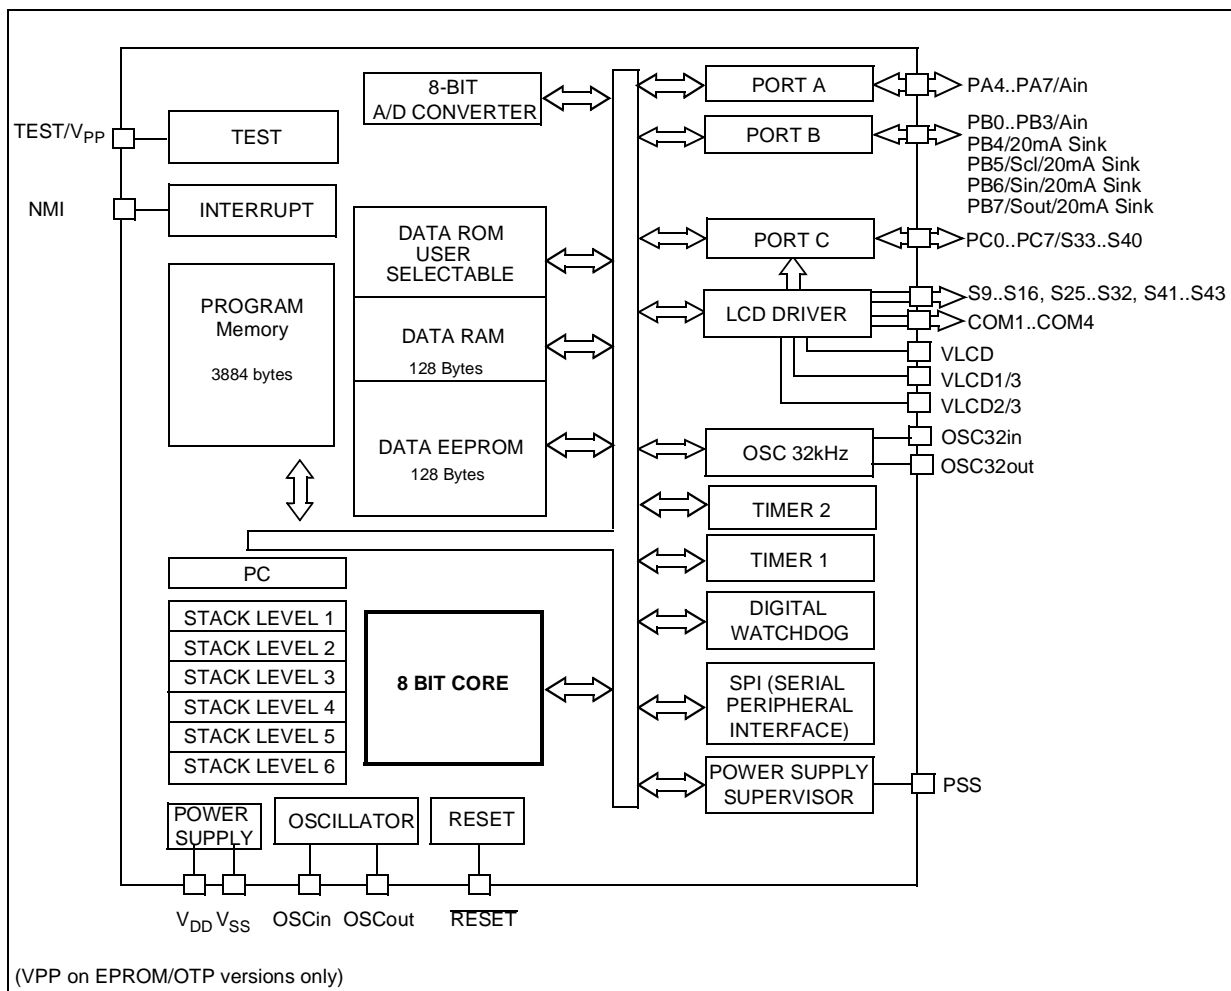 8-BIT
A/D CONVERTER
PORT A
PA4..PA7/Ain
TEST/VPP
TEST
PORT B
PB0..PB3/Ain
PB4/20mA Sink
PB5/Scl/20mA Sink
PB6/Sin/20mA Sink
PB7/Sout/20mA Sink
NMI
INTERRUPT
DATA ROM
USER
SELECTABLE
PORT C
PC0..PC7/S33..S40
PROGRAM
Memory
3884 bytes
DATA RAM
128 Bytes
LCD DRIVER
S9..S16, S25..S32, S41..S43
COM1..COM4
VLCD
VLCD1/3
VLCD2/3
DATA EEPROM
128 Bytes
OSC 32kHz
OSC32in
OSC32out
TIMER 2
TIMER 1
PC
STACK LEVEL 1
STACK LEVEL 2
STACK LEVEL 3
STACK LEVEL 4
STACK LEVEL 5
STACK LEVEL 6
8 BIT CORE
DIGITAL
WATCHDOG
SPI (SERIAL
PERIPHERAL
INTERFACE)
POWER SUPPLY
SUPERVISOR
PSS
POWER
SUPPLY
OSCILLATOR
RESET
VDD VSS
OSCin
OSCout
RESET
(VPP on EPROM/OTP versions only)